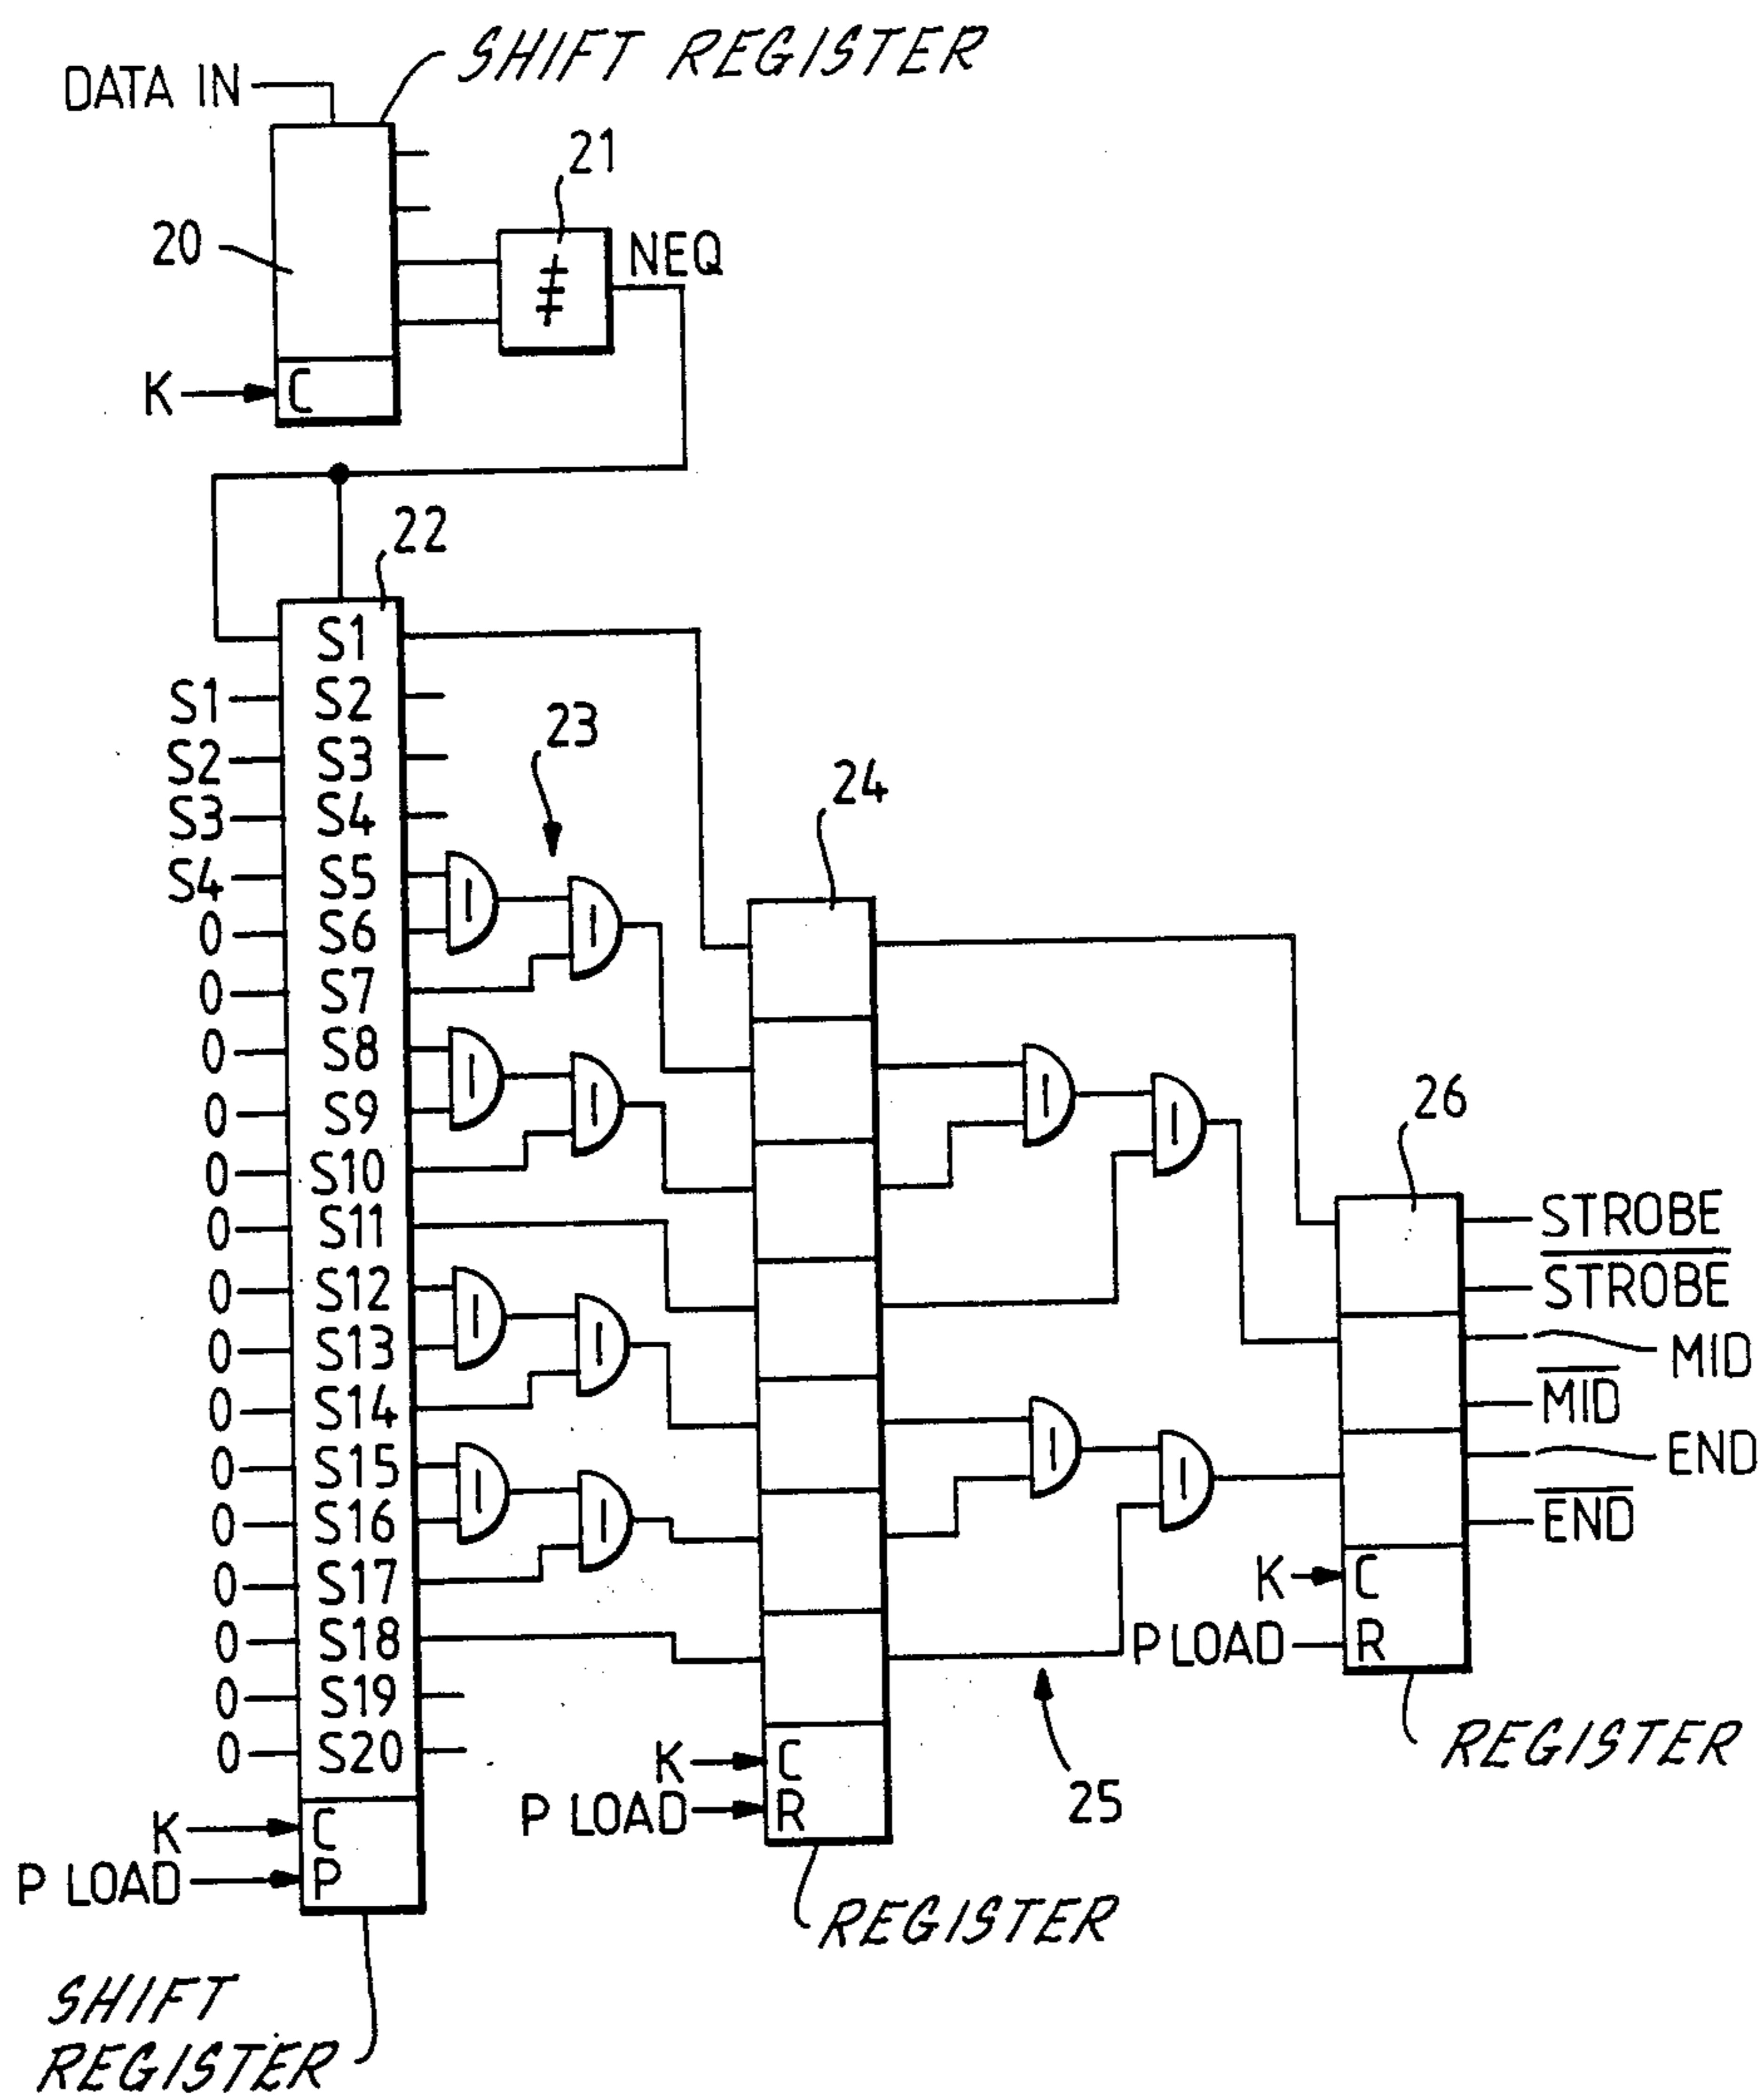 SHIFT REGISTER
DATA IN
21
20
≠
NEQ
K
C
22
S1
S1 S2
S2 S3
S3 S4
S4 S5
0 S6
0 S7
0 S8
0 S9
0 S10
0 S11
0 S12
0 S13
0 S14
0 S15
0 S16
0 S17
0 S18
0 S19
0 S20
K C
P LOAD P
SHIFT
REGISTER
23
24
K C
P LOAD R
REGISTER
25
26
STROBE
STROBE
MID
MID
END
END
K C
P LOAD R
REGISTER